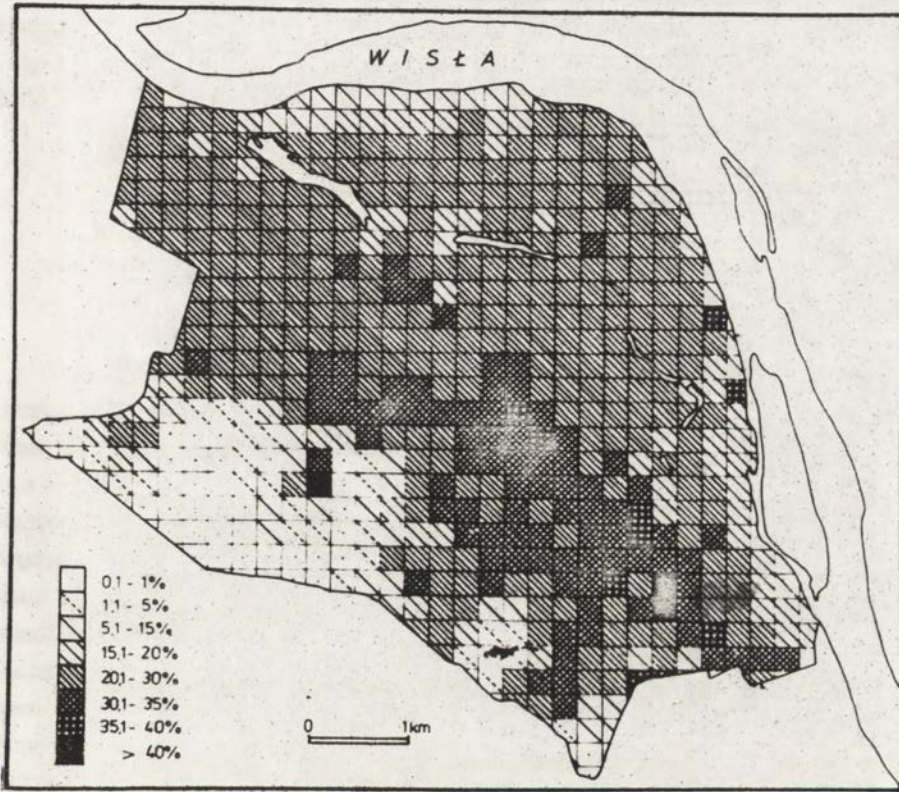 WISŁA
0,1 - 1%
1,1 - 5%
5,1 - 15%
15,1 - 20%
20,1 - 30%
30,1 - 35%
35,1 - 40%
> 40%
0 1km